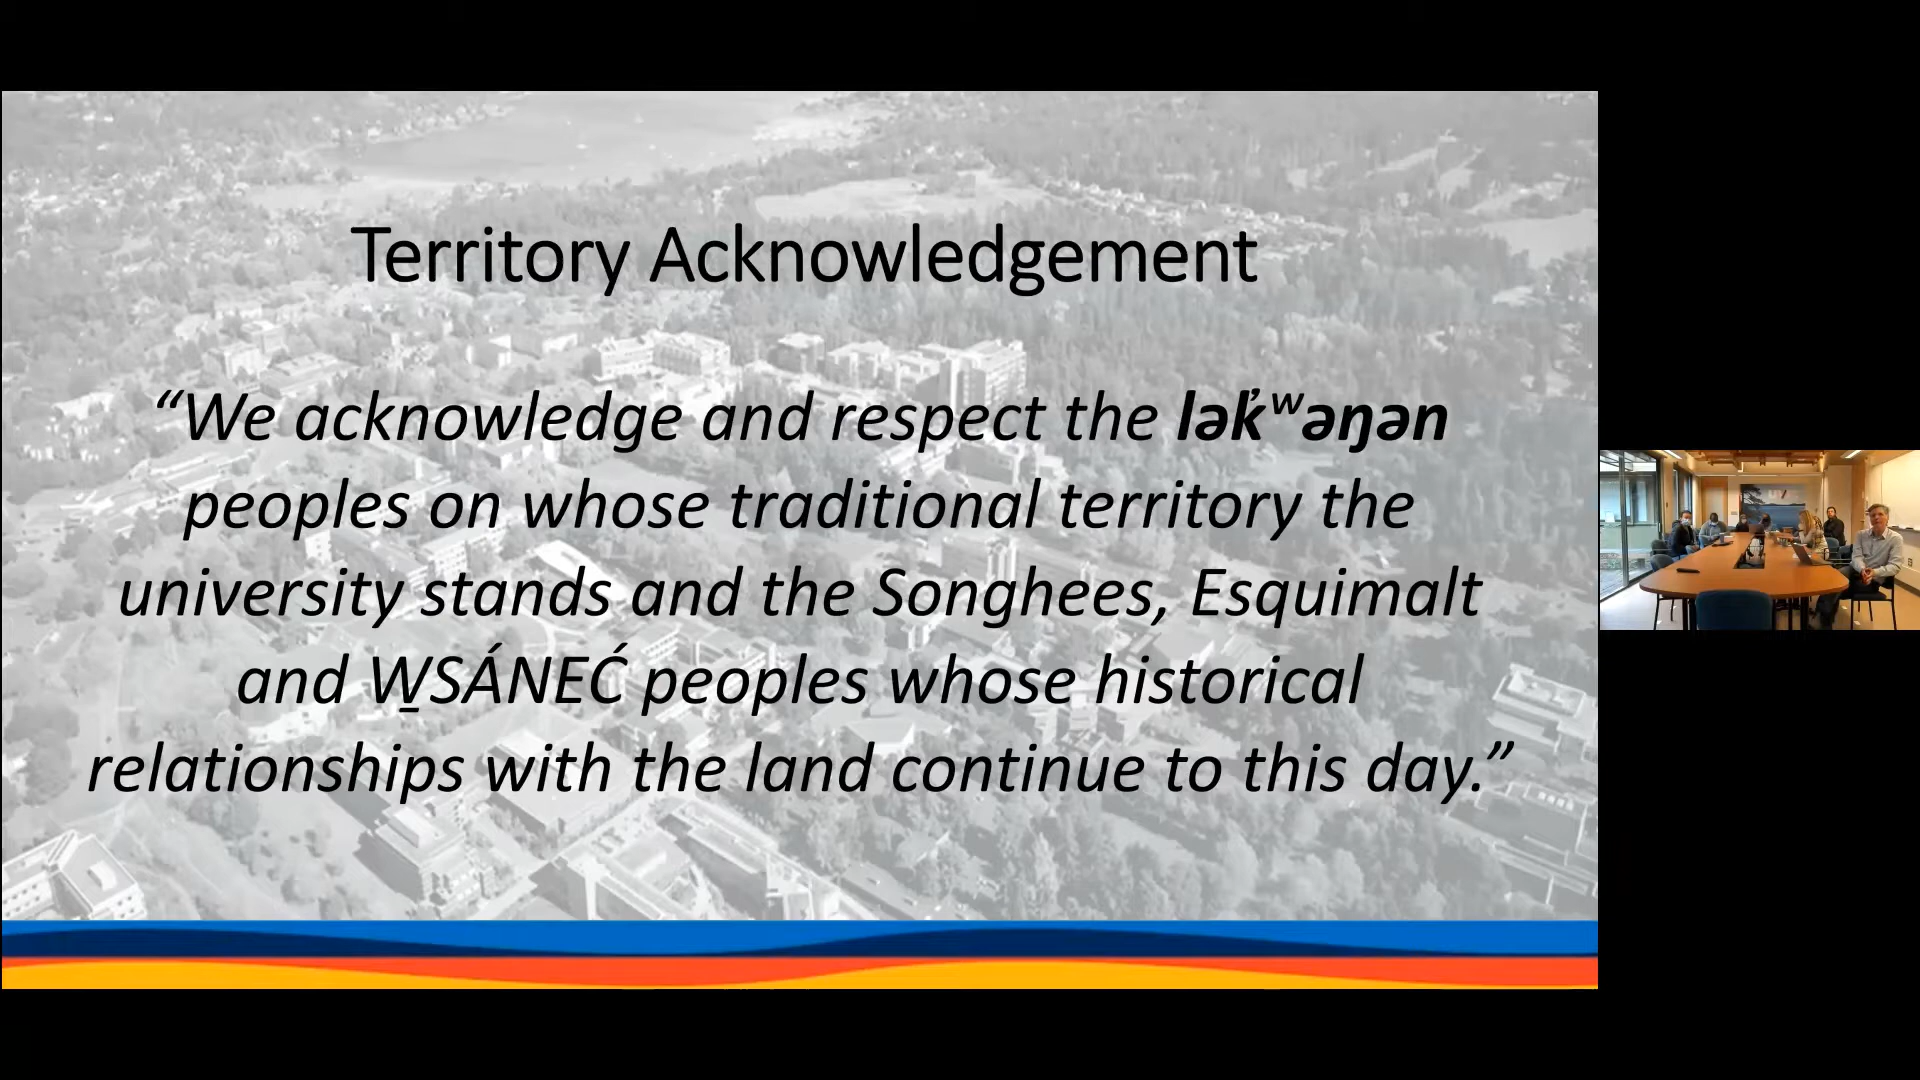 Territory Acknowledgement
“We acknowledge and respect the lək̓ʷəŋən
peoples on whose traditional territory the
university stands and the Songhees, Esquimalt
and W̱SÁNEĆ peoples whose historical
relationships with the land continue to this day.”